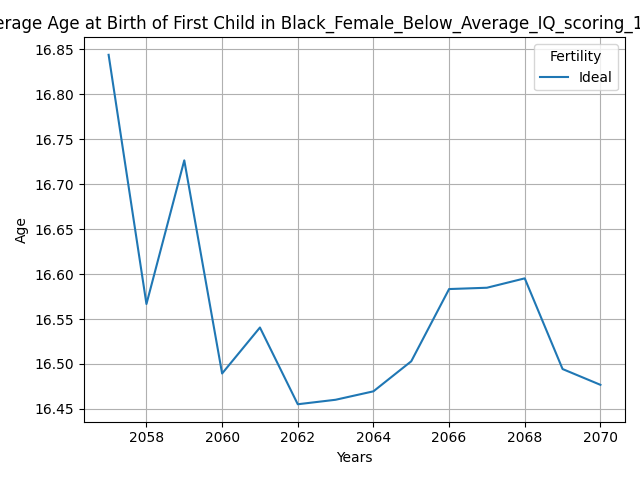 erage Age at Birth of First Child in Black_Female_Below_Average_IQ_scoring_1
16.85
16.80
16.75
16.70
16.65
16.60
16.55
16.50
16.45
Age
Fertility
Ideal
2058 2060 2062 2064 2066 2068 2070
Years